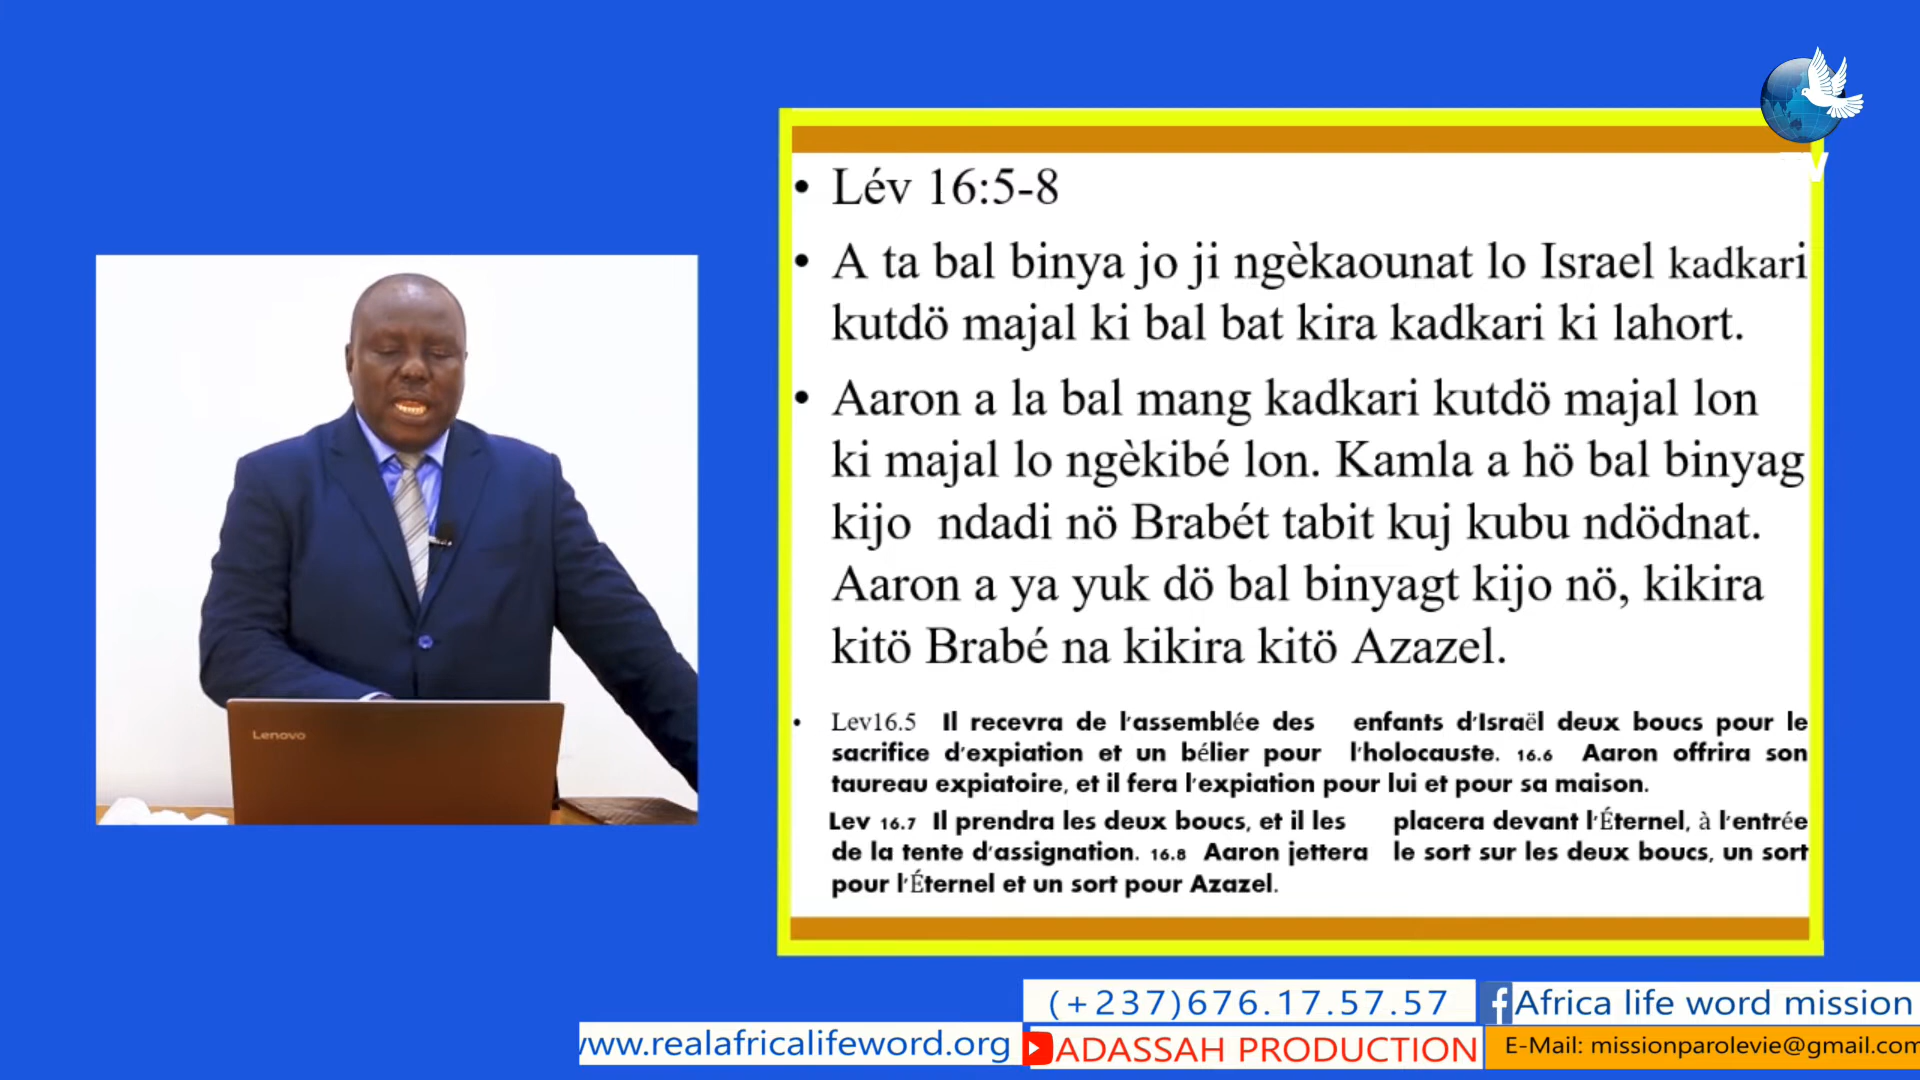 TV
• Lév 16:5-8
• A ta bal binya jo ji ngèkaounat lo Israel kadkari
kutdö majal ki bal bat kira kadkari ki lahort.
• Aaron a la bal mang kadkari kutdö majal lon
ki majal lo ngèkibé lon. Kamla a hö bal binyag
kijo ndadi nö Brabét tabit kuj kubu ndödnat.
Aaron a ya yuk dö bal binyagt kijo nö, kikira
kitö Brabé na kikira kitö Azazel.
• Lev16.5 Il recevra de l'assemblée des enfants d'Israël deux boucs pour le
sacrifice d'expiation et un bélier pour l'holocauste. 16.6 Aaron offrira son
taureau expiatoire, et il fera l'expiation pour lui et pour sa maison.
Lev 16.7 Il prendra les deux boucs, et il les placera devant l'Éternel, à l'entrée
de la tente d'assignation. 16.8 Aaron jettera le sort sur les deux boucs, un sort
pour l'Éternel et un sort pour Azazel.
Lenovo
(+237)676.17.57.57
Africa life word mission
www.realafricalifeword.org
ADASSAH PRODUCTION
E-Mail: missionparolevie@gmail.com